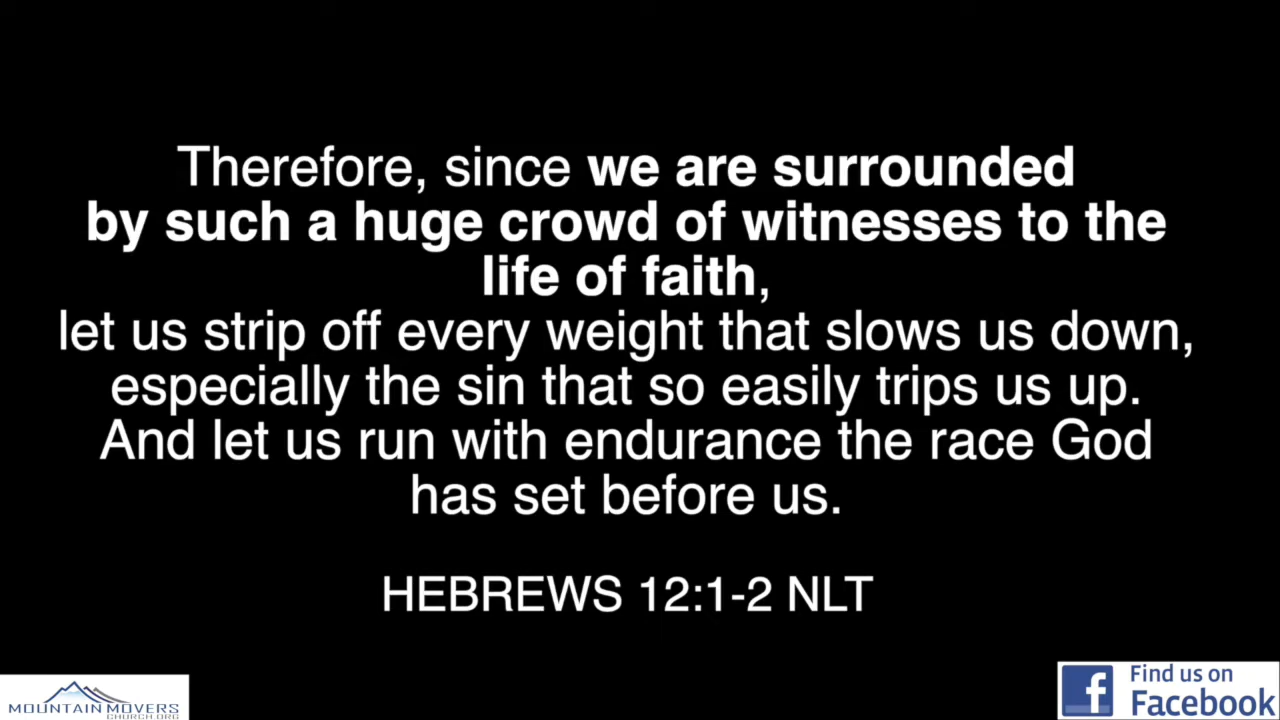 Therefore, since we are surrounded
by such a huge crowd of witnesses to the
life of faith,
let us strip off every weight that slows us down,
especially the sin that so easily trips us up.
And let us run with endurance the race God
has set before us.
HEBREWS 12:1-2 NLT
MOUNTAIN MOVERS
CHURCH.ORG
f
Find us on
Facebook